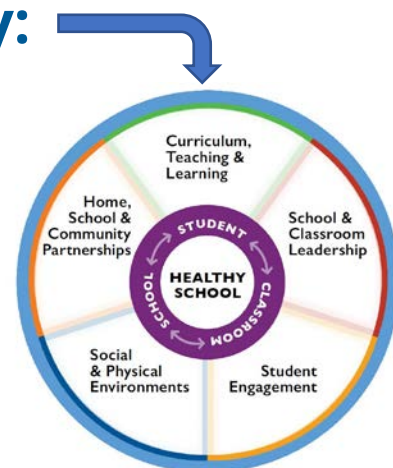 y:
Curriculum,
Teaching &
Learning
Home,
School &
Community
Partnerships
School &
Classroom
Leadership
STUDENT
CLASSROOM
SCHOOL
HEALTHY
SCHOOL
Social
& Physical
Environments
Student
Engagement